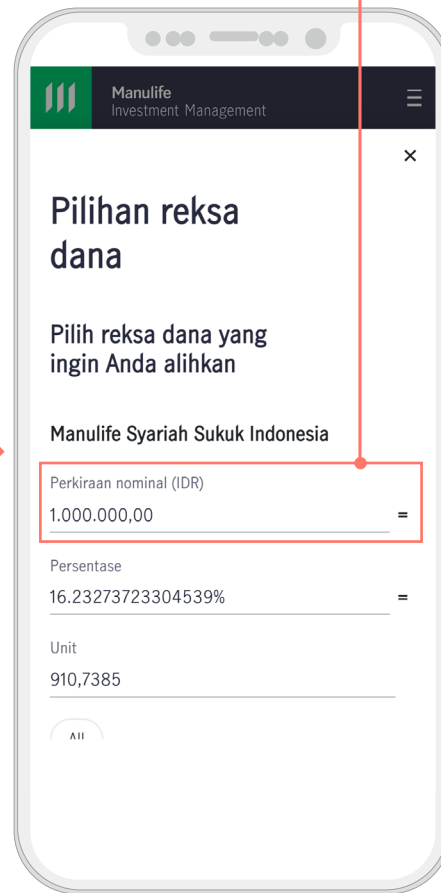 Manulife
Investment Management
Pilihan reksa
dana
Pilih reksa dana yang
ingin Anda alihkan
Manulife Syariah Sukuk Indonesia
Perkiraan nominal (IDR)
1.000.000,00 =
Persentase
16.23273723304539% =
Unit
910,7385
All